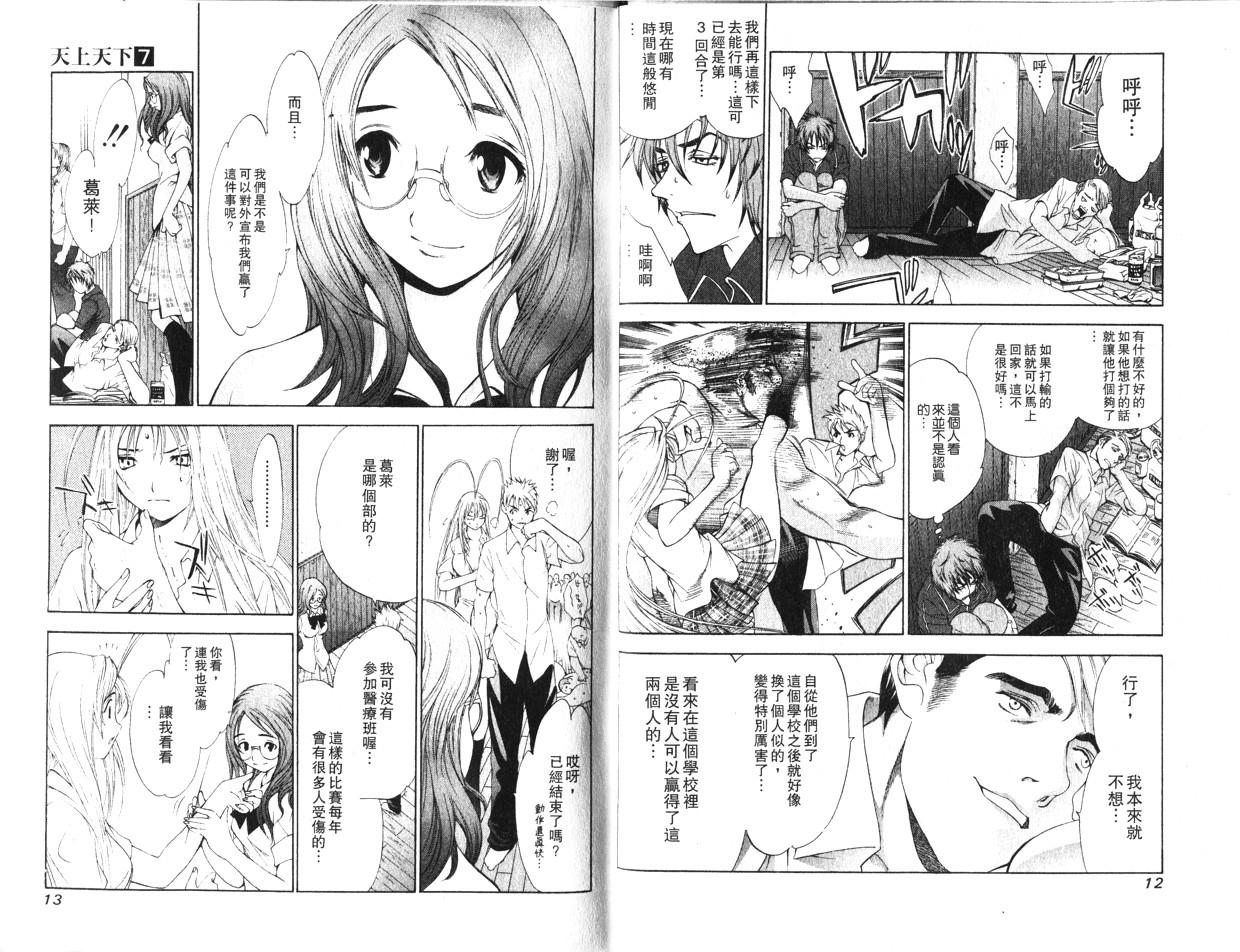 呼呼…
呼…
呼…
呼…
ドカッ
我們再這樣下
去能行嗎…這可
已經是第
3回合了…
現在哪有
時間這般悠閒
…
哇啊啊
…
有什麼不好的，
如果他想打的話
就讓他打個夠了
…
如果打輸的
話就可以馬上
回家，這不
是很好嗎…
這個人看
來並不是認真
的…
行了，
我本來就
不想…
自從他們到了
這個學校之後就好像
換了個人似的，
變得特別厲害了…
看來在這個學校裡
是沒有人可以贏得了這
兩個人的…
12
天上天下7
而且…
我們是不是
可以對外宣布我們贏了
這件事呢？
!!
葛萊！
喔，
謝了…
哎呀，
已經結束了嗎？
動作還真快…
葛萊
是哪個部的？
我可沒有
參加醫療班喔…
這樣的比賽每年
會有很多人受傷的…
…………
你看，
連我也受傷
了…
讓我看看
…
13